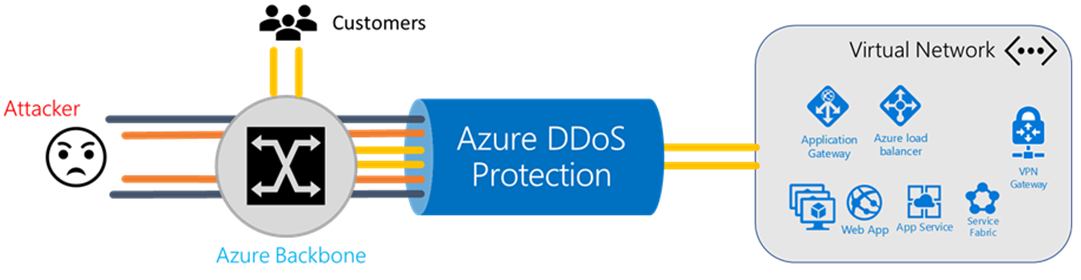 Customers
Attacker
Azure Backbone
Azure DDoS
Protection
Virtual Network
Application
Gateway
Azure load
balancer
VPN
Gateway
Web App
App Service
Service
Fabric